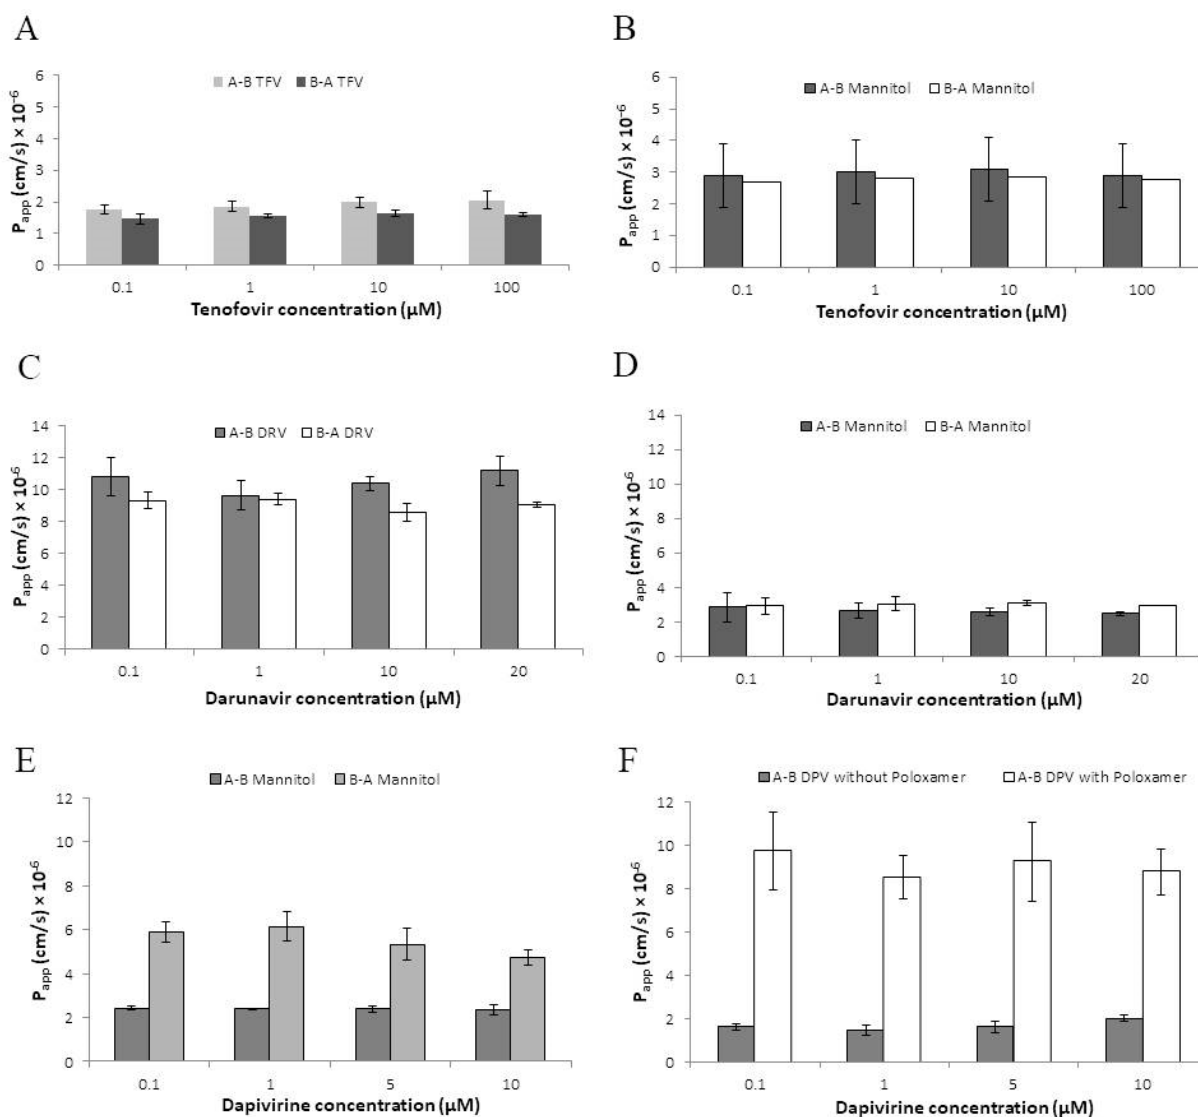 A
A-B TFV B-A TFV
6
5
4
3
2
1
0
Papp (cm/s) × 10⁻⁶
0.1 1 10 100
Tenofovir concentration (µM)
B
A-B Mannitol B-A Mannitol
6
5
4
3
2
1
0
Papp (cm/s) × 10⁻⁶
0.1 1 10 100
Tenofovir concentration (µM)
C
A-B DRV B-A DRV
14
12
10
8
6
4
2
0
Papp (cm/s) × 10⁻⁶
0.1 1 10 20
Darunavir concentration (µM)
D
A-B Mannitol B-A Mannitol
14
12
10
8
6
4
2
0
Papp (cm/s) × 10⁻⁶
0.1 1 10 20
Darunavir concentration (µM)
E
A-B Mannitol B-A Mannitol
12
10
8
6
4
2
0
Papp (cm/s) × 10⁻⁶
0.1 1 5 10
Dapivirine concentration (µM)
F
A-B DPV without Poloxamer A-B DPV with Poloxamer
12
10
8
6
4
2
0
Papp (cm/s) × 10⁻⁶
0.1 1 5 10
Dapivirine concentration (µM)